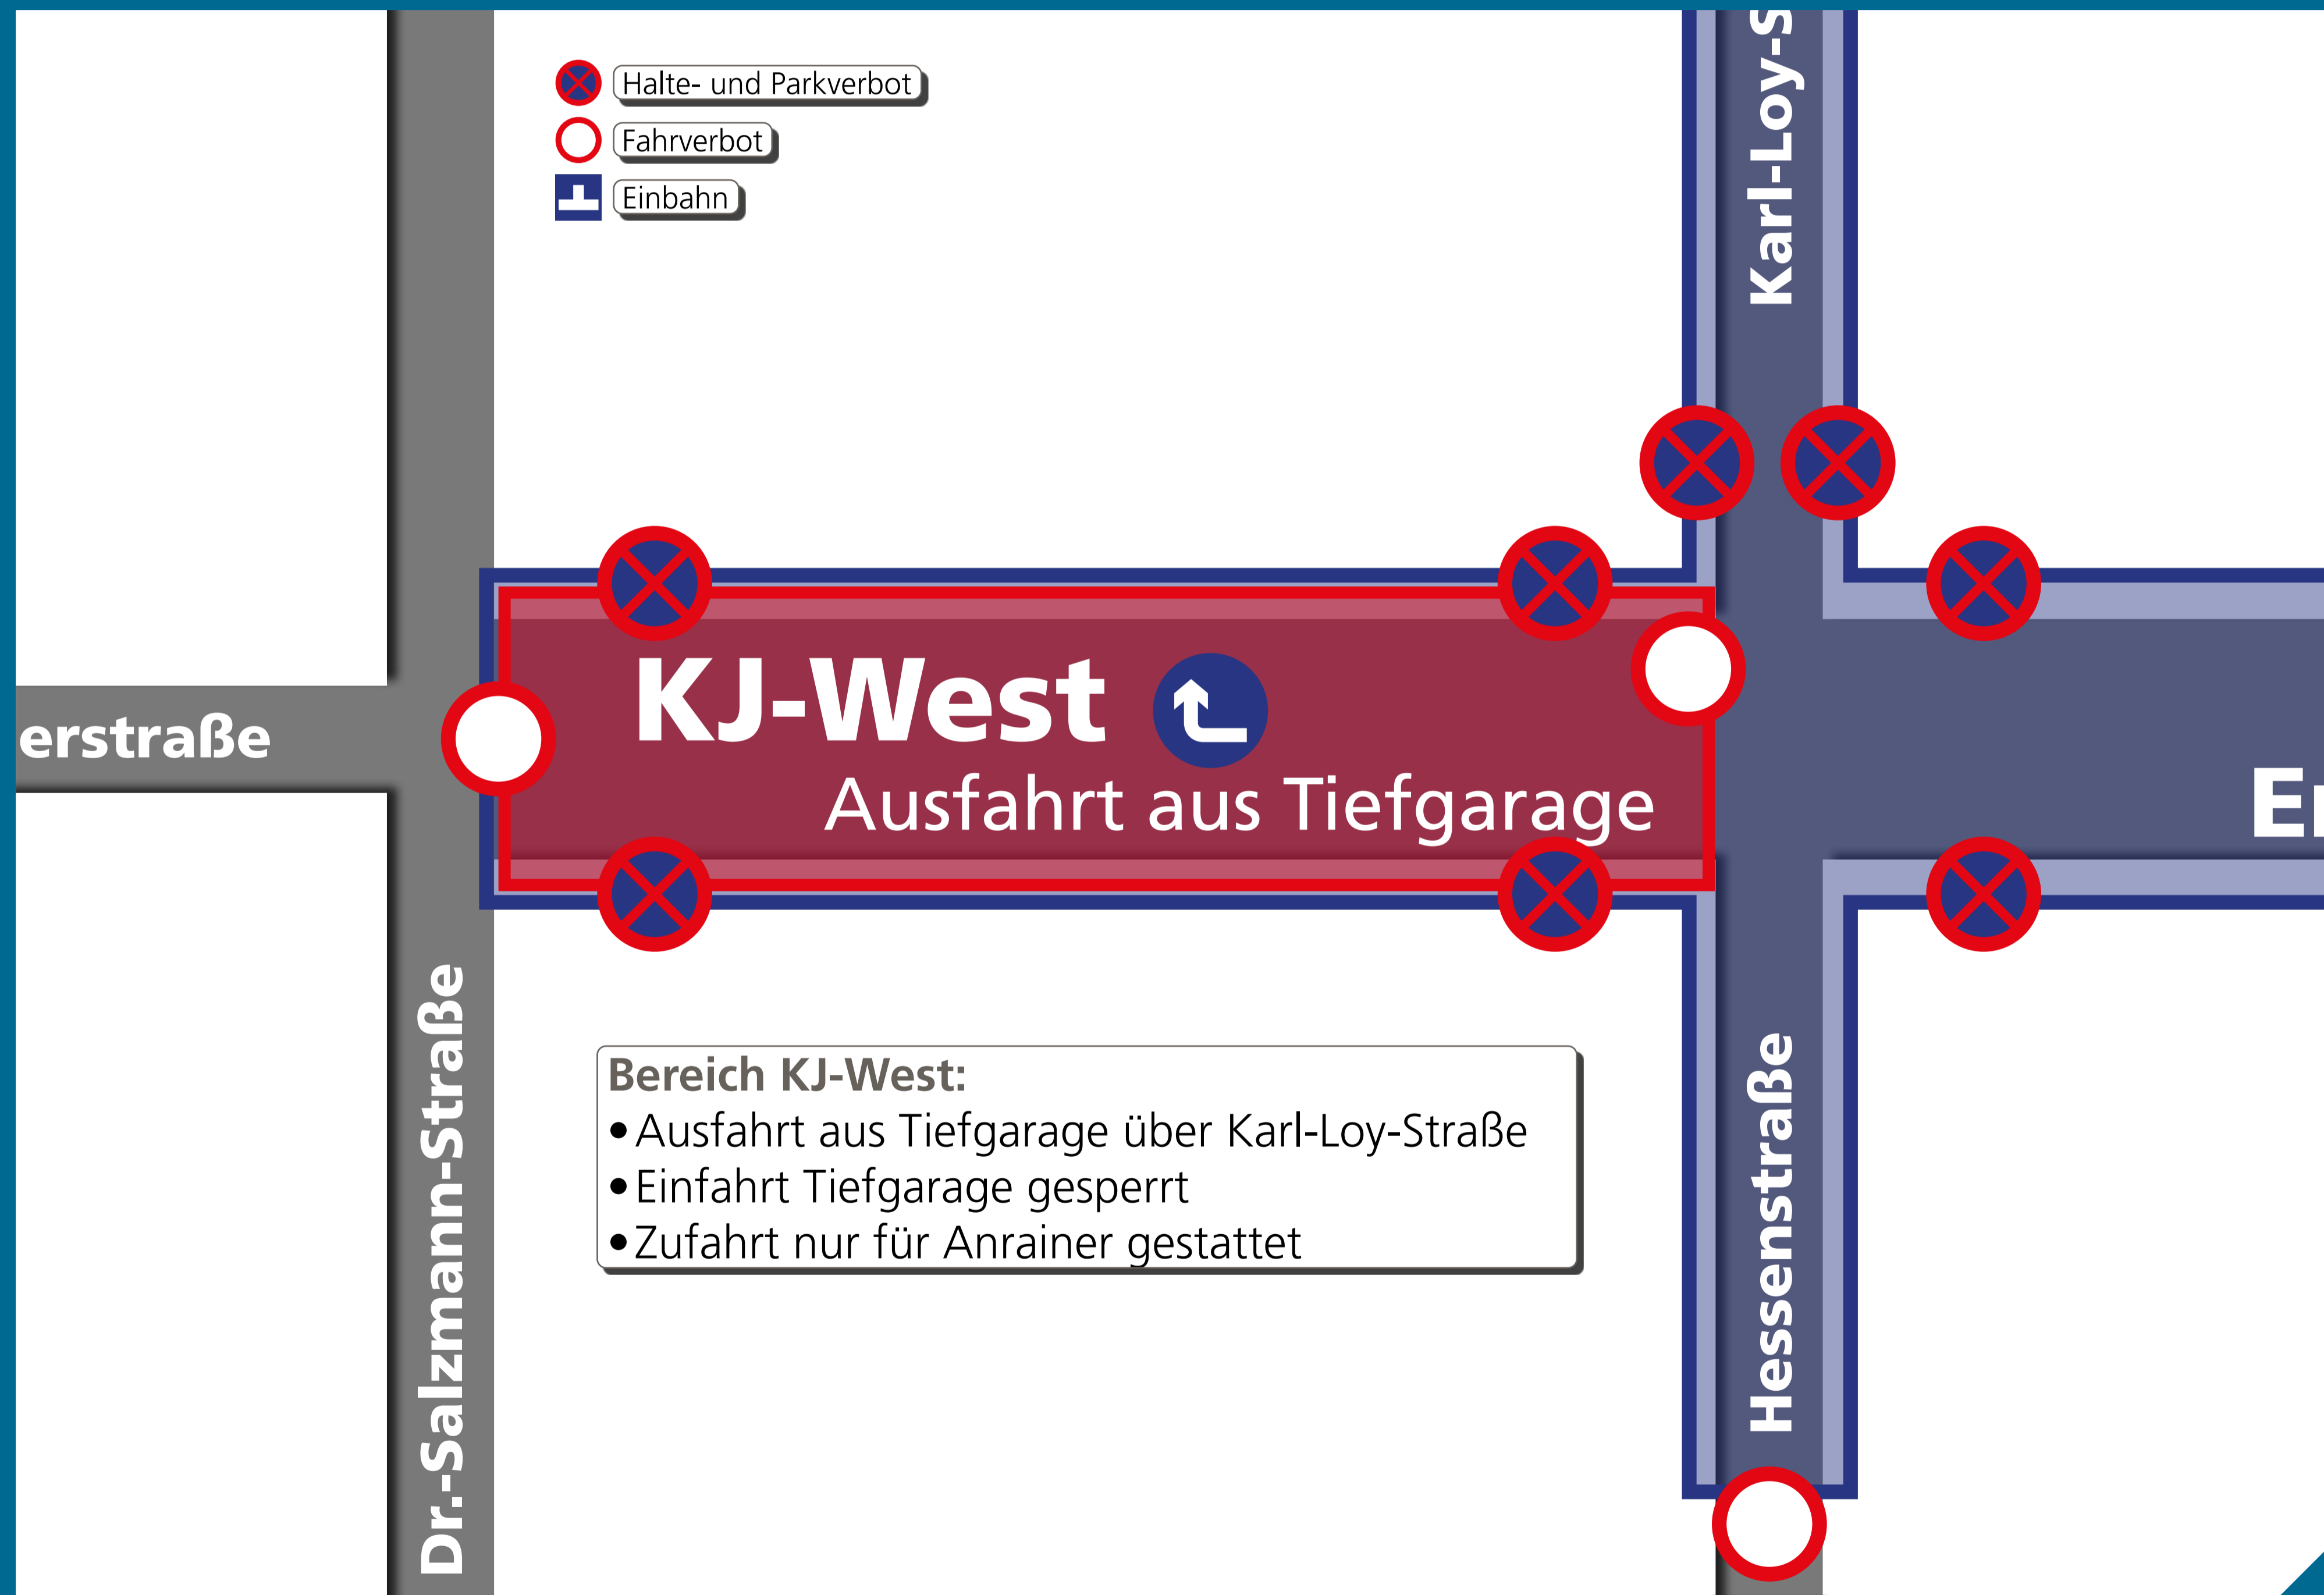 Halte- und Parkverbot
Fahrverbot
Einbahn
Karl-Loy-S
KJ-West
Ausfahrt aus Tiefgarage
erstraße
Dr.-Salzmann-Straße
Hessenstraße
Bereich KJ-West:
• Ausfahrt aus Tiefgarage über Karl-Loy-Straße
• Einfahrt Tiefgarage gesperrt
• Zufahrt nur für Anrainer gestattet